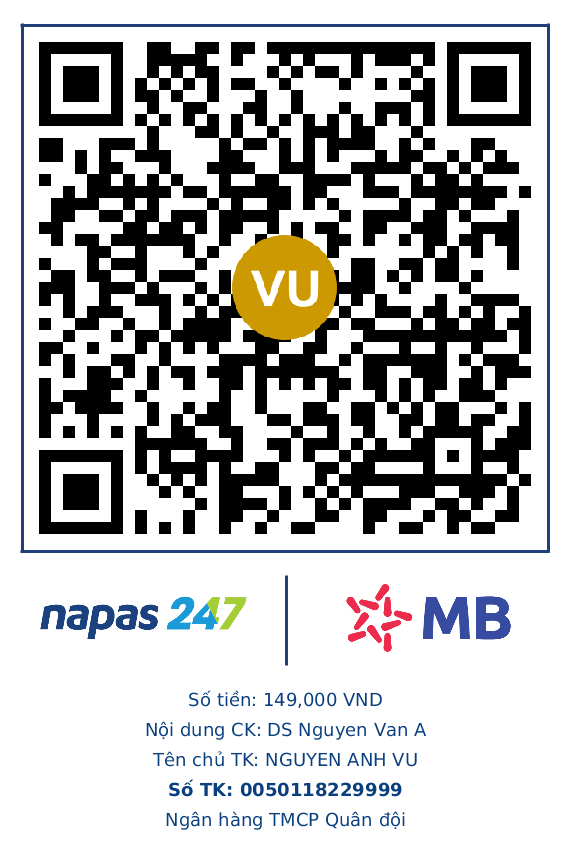 VU
napas 247
MB
Số tiền: 149,000 VND
Nội dung CK: DS Nguyen Van A
Tên chủ TK: NGUYEN ANH VU
Số TK: 0050118229999
Ngân hàng TMCP Quân đội